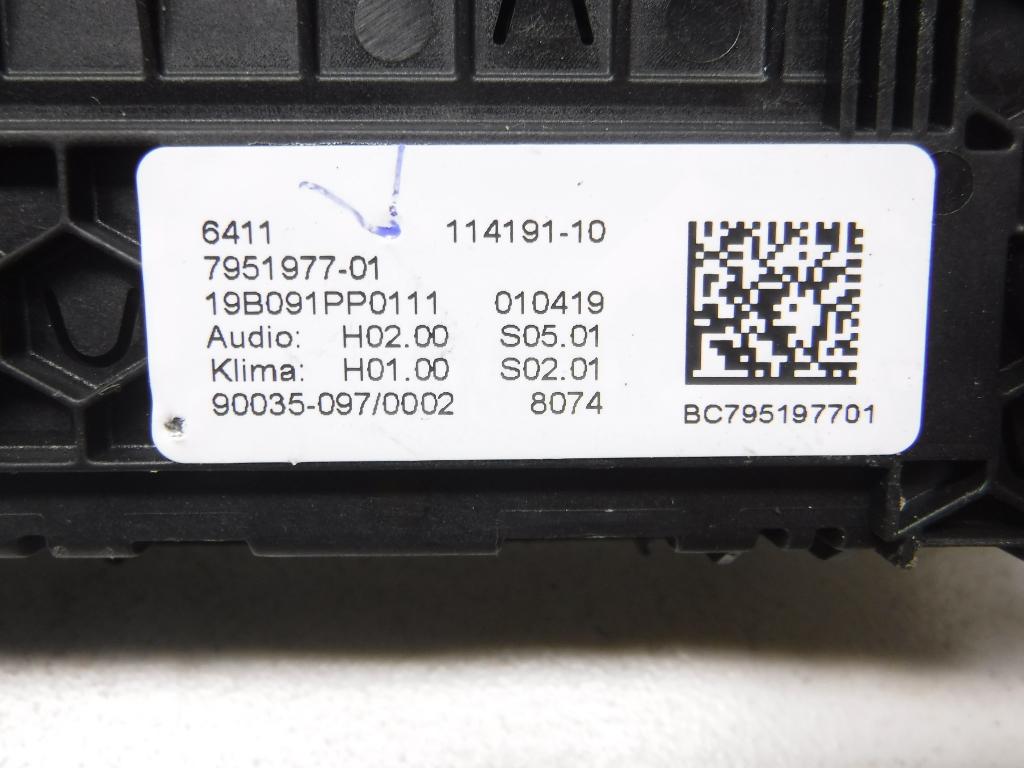 6411 114191-10
7951977-01
19B091PP0111 010419
Audio: H02.00 S05.01
Klima: H01.00 S02.01
90035-097/0002 8074
BC795197701